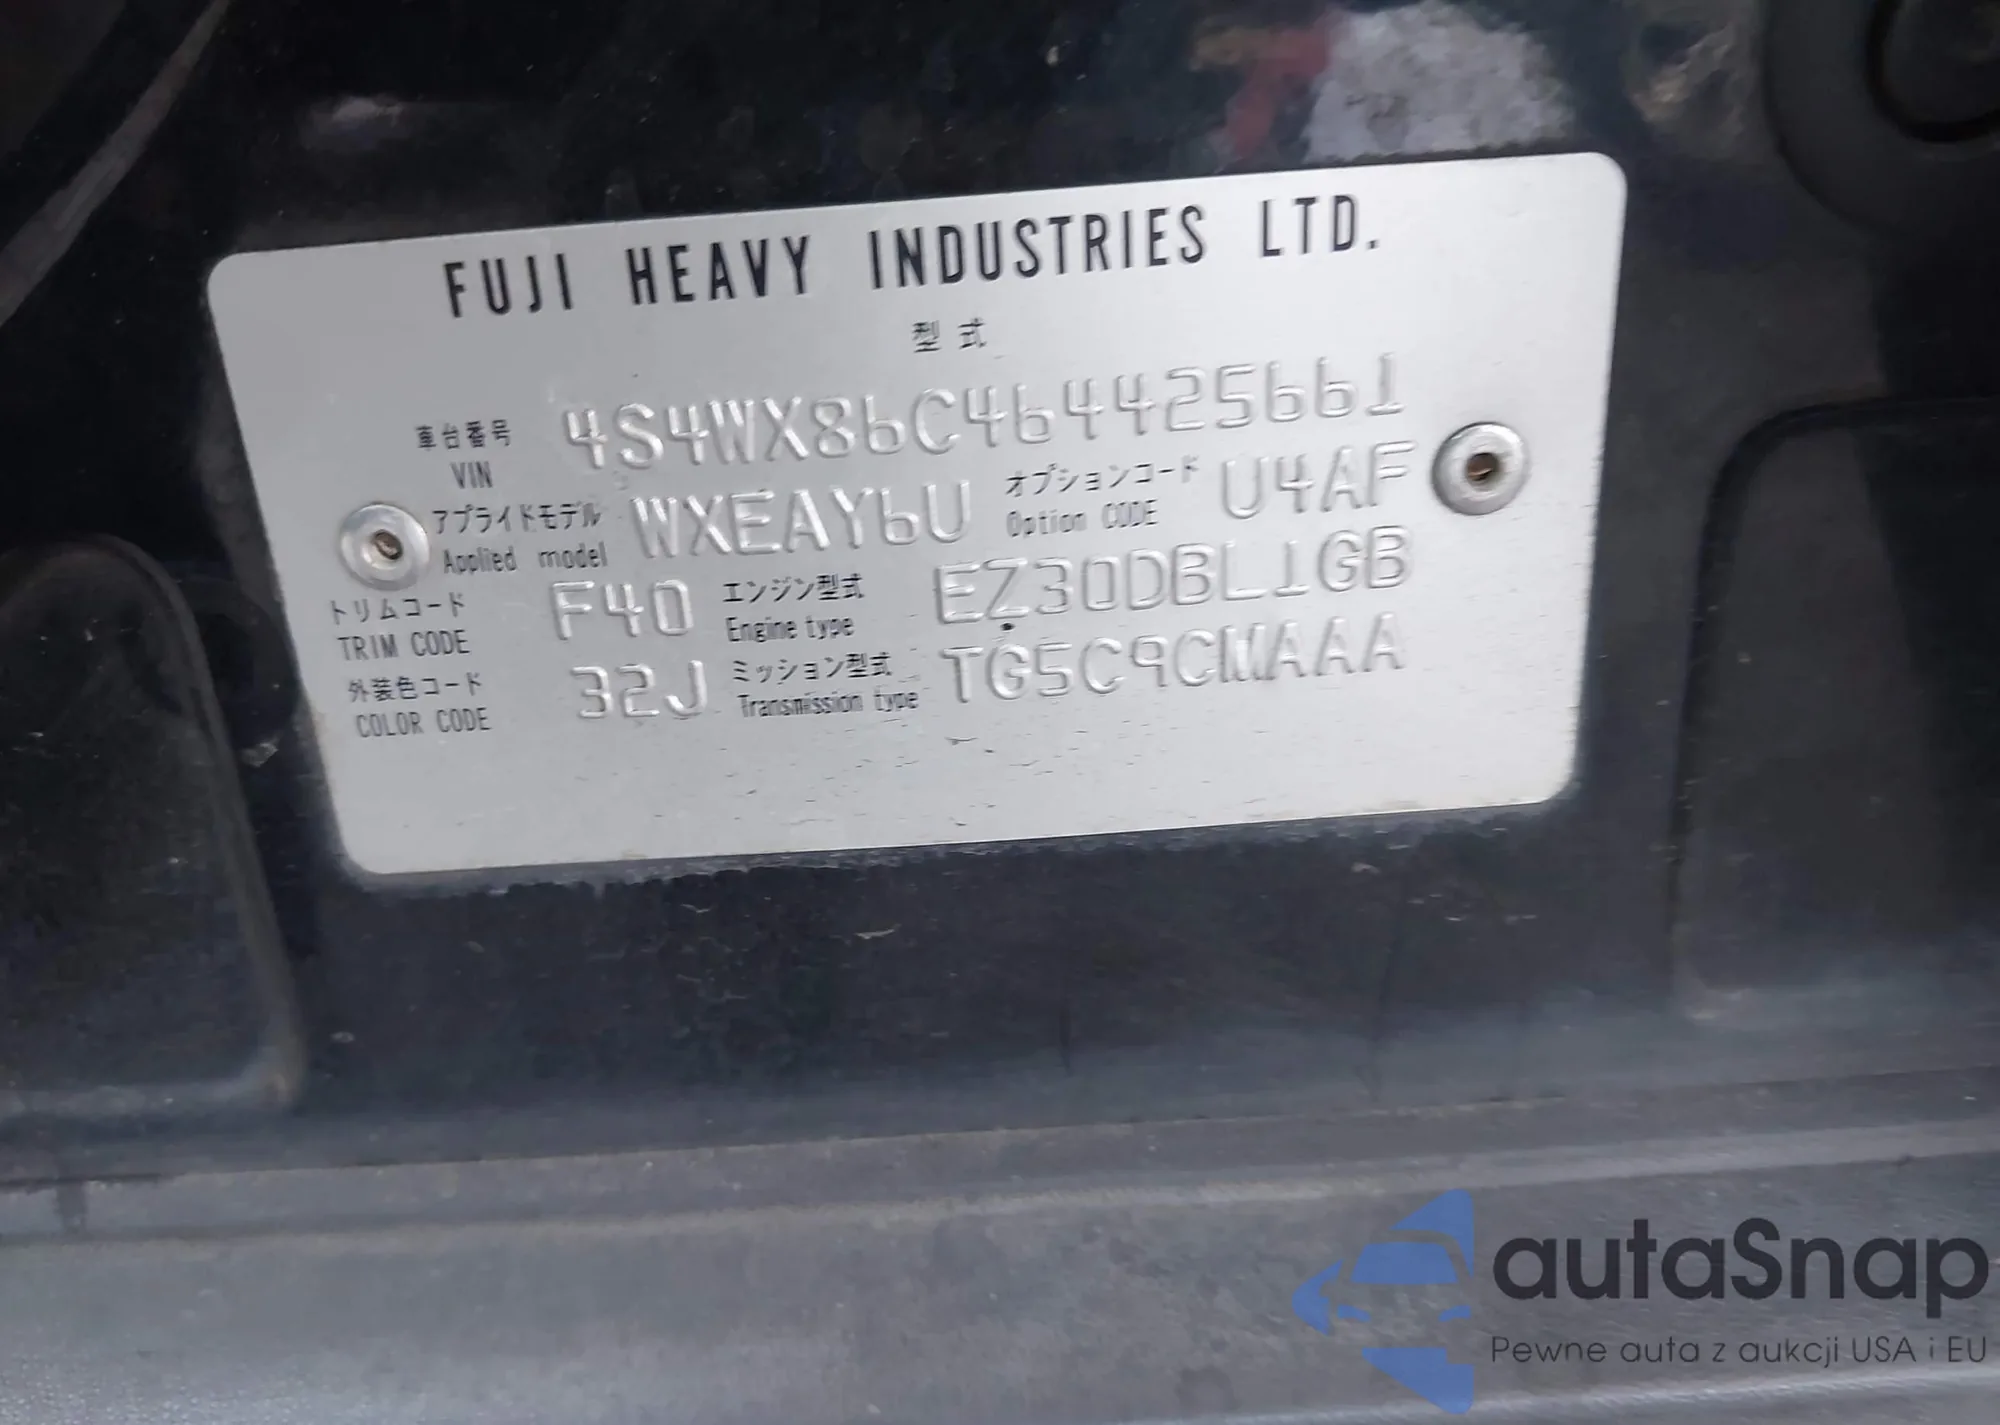 FUJI HEAVY INDUSTRIES LTD.
型式
車台番号 VIN 4S4WX86C464425661
アプライドモデル Applied model WXEAY6U オプションコード Option CODE U4AF
トリムコード TRIM CODE F40 エンジン型式 Engine type EZ30DBL1GB
外装色コード COLOR CODE 32J ミッション型式 Transmission type TG5C9CMAAA
autaSnap
Pewne auta z aukcji USA i EU